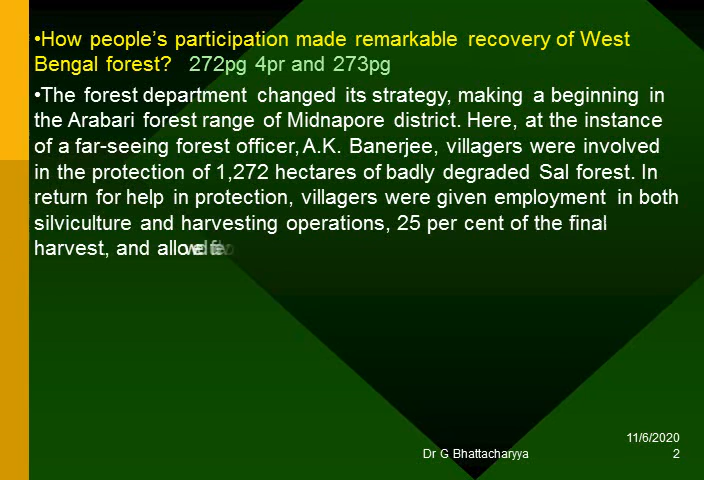 •How people's participation made remarkable recovery of West
Bengal forest? 272pg 4pr and 273pg
•The forest department changed its strategy, making a beginning in
the Arabari forest range of Midnapore district. Here, at the instance
of a far-seeing forest officer, A.K. Banerjee, villagers were involved
in the protection of 1,272 hectares of badly degraded Sal forest. In
return for help in protection, villagers were given employment in both
silviculture and harvesting operations, 25 per cent of the final
harvest, and allowed
11/6/2020
Dr G Bhattacharyya 2